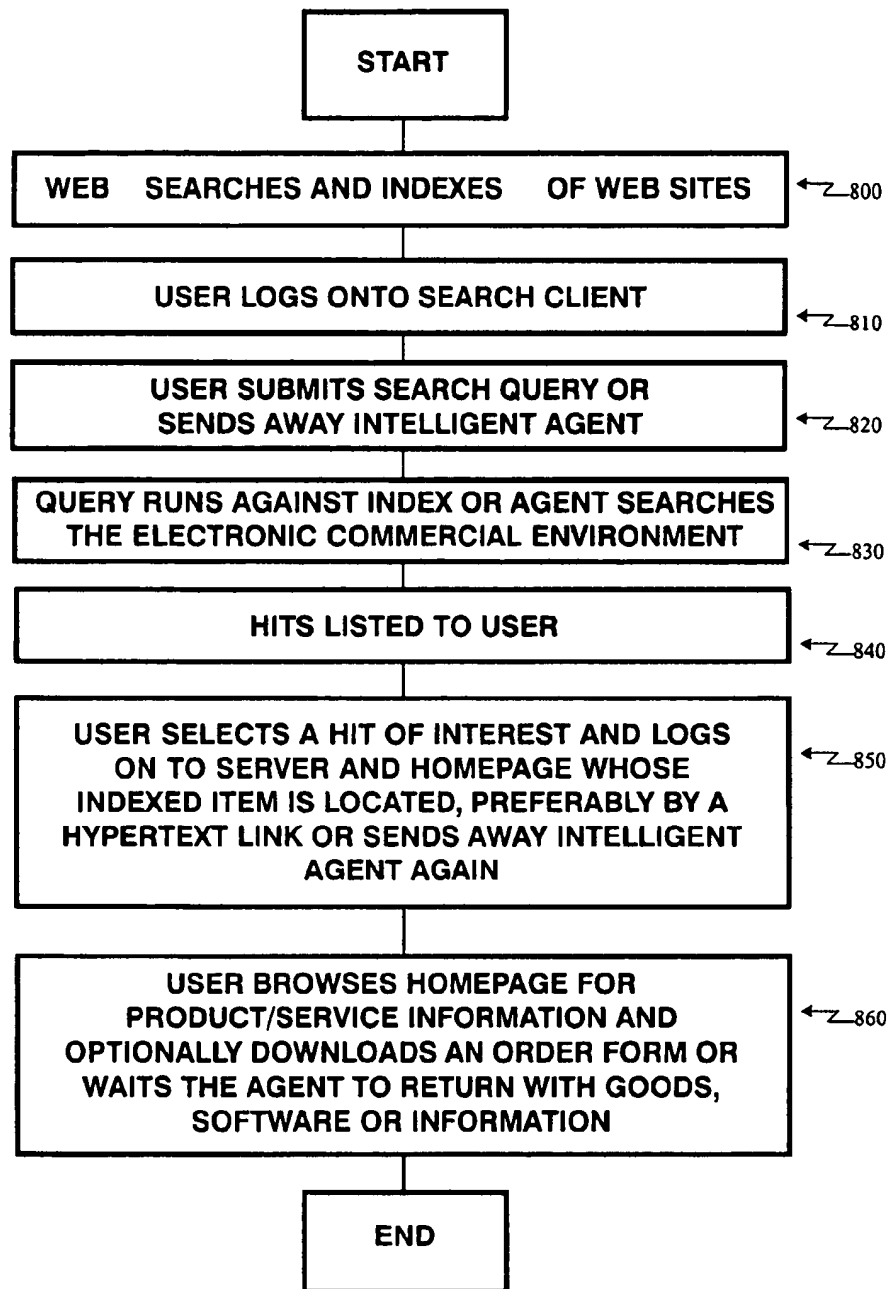 START
WEB SEARCHES AND INDEXES OF WEB SITES
800
USER LOGS ONTO SEARCH CLIENT
810
USER SUBMITS SEARCH QUERY OR
SENDS AWAY INTELLIGENT AGENT
820
QUERY RUNS AGAINST INDEX OR AGENT SEARCHES
THE ELECTRONIC COMMERCIAL ENVIRONMENT
830
HITS LISTED TO USER
840
USER SELECTS A HIT OF INTEREST AND LOGS
ON TO SERVER AND HOMEPAGE WHOSE
INDEXED ITEM IS LOCATED, PREFERABLY BY A
HYPERTEXT LINK OR SENDS AWAY INTELLIGENT
AGENT AGAIN
850
USER BROWSES HOMEPAGE FOR
PRODUCT/SERVICE INFORMATION AND
OPTIONALLY DOWNLOADS AN ORDER FORM OR
WAITS THE AGENT TO RETURN WITH GOODS,
SOFTWARE OR INFORMATION
860
END